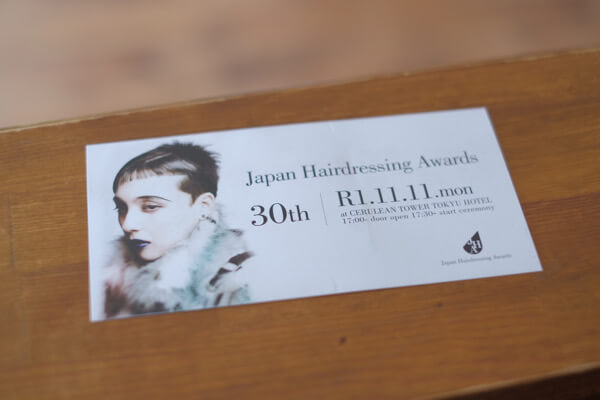 Japan Hairdressing Awards
30th
R1.11.11.mon
at CERULEAN TOWER TOKYU HOTEL
17:00- door open 17:30- start ceremony
JHA
Japan Hairdressing Awards